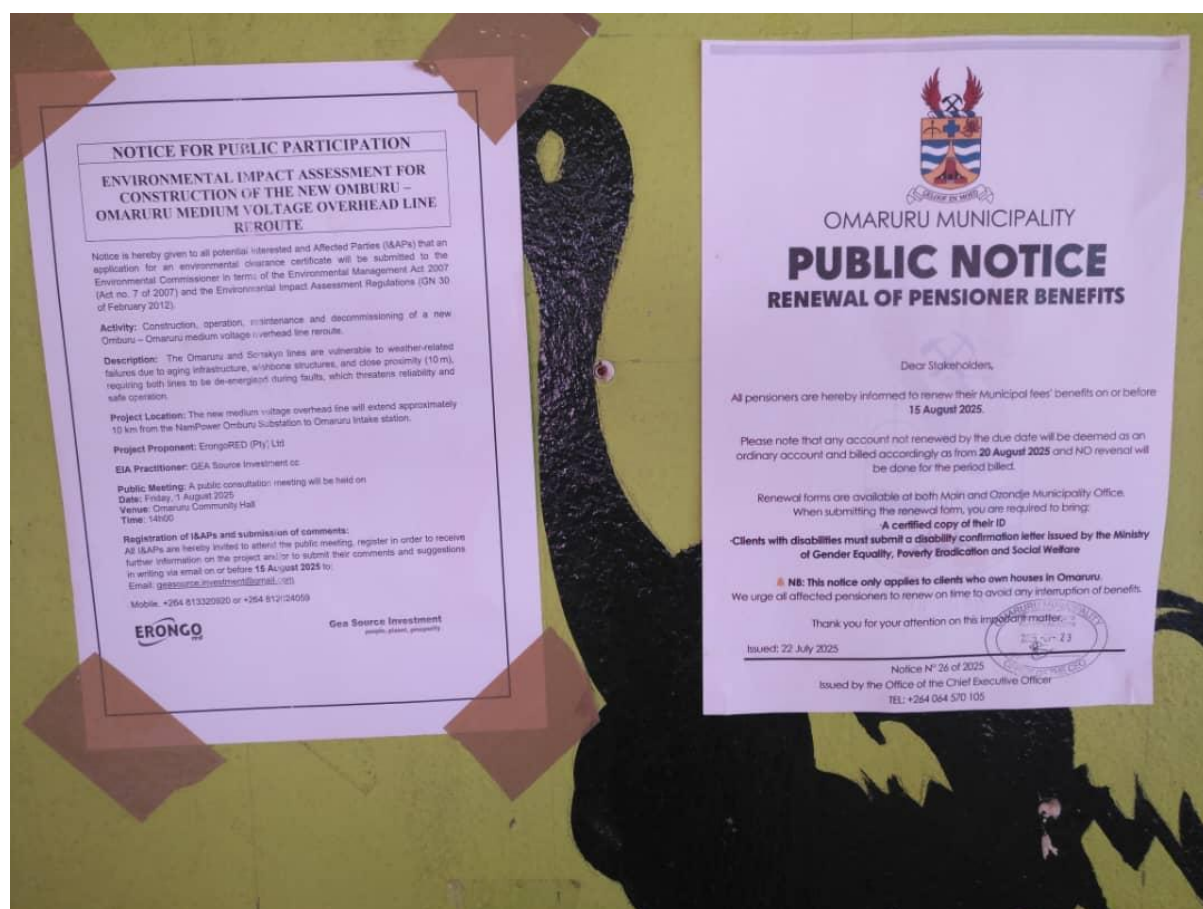 NOTICE FOR PUBLIC PARTICIPATION
ENVIRONMENTAL IMPACT ASSESSMENT FOR
CONSTRUCTION OF THE NEW OMBURU –
OMARURU MEDIUM VOLTAGE OVERHEAD LINE
REROUTE
Notice is hereby given to all potential Interested and Affected Parties (I&APs) that an
application for an environmental clearance certificate will be submitted to the
Environmental Commissioner in terms of the Environmental Management Act 2007
(Act no. 7 of 2007) and the Environmental Impact Assessment Regulations (GN 30
of February 2012).
Activity: Construction, operation, maintenance and decommissioning of a new
Omburu – Omaruru medium voltage overhead line reroute.
Description: The Omaruru and lines are vulnerable to weather-related
failures due to aging infrastructure, wishbone structures, and close proximity (10 m),
requiring both lines to be de-energised during faults, which threatens reliability and
safe operation.
Project Location: The new medium voltage overhead line will extend approximately
10 km from the NamPower Omburu Substation to Omaruru Intake station.
Project Proponent: ErongoRED (Pty) Ltd
EIA Practitioner: GEA Source Investment cc
Public Meeting: A public consultation meeting will be held on
Date: Friday, 1 August 2025
Venue: Omaruru Community Hall
Time: 14h00
Registration of I&APs and submission of comments:
All I&APs are hereby invited to attend the public meeting, register in order to receive
further information on the project and/or to submit their comments and suggestions
in writing via email on or before 15 August 2025 to:
Email: geasource.investment@gmail.com
Mobile: +264 813320920 or
ERONGO
red
Gea Source Investment
people, planet, prosperity
OMARURU MUNICIPALITY
PUBLIC NOTICE
RENEWAL OF PENSIONER BENEFITS
Dear Stakeholders,
All pensioners are hereby informed to renew their Municipal fees' benefits on or before
15 August 2025.
Please note that any account not renewed by the due date will be deemed as an
ordinary account and billed accordingly as from 20 August 2025 and NO reversal will
be done for the period billed.
Renewal forms are available at both Main and Ozondje Municipality Office.
When submitting the renewal form, you are required to bring:
·A certified copy of their ID
·Clients with disabilities must submit a disability confirmation letter issued by the Ministry
of Gender Equality, Poverty Eradication and Social Welfare
NB: This notice only applies to clients who own houses in Omaruru.
We urge all affected pensioners to renew on time to avoid any interruption of benefits.
Thank you for your attention on this important matter.
OMARURU MUNICIPALITY
Issued: 22 July 2025
Notice N° 26 of 2025
Issued by the Office of the Chief Executive Officer
TEL: +264 064 570 105